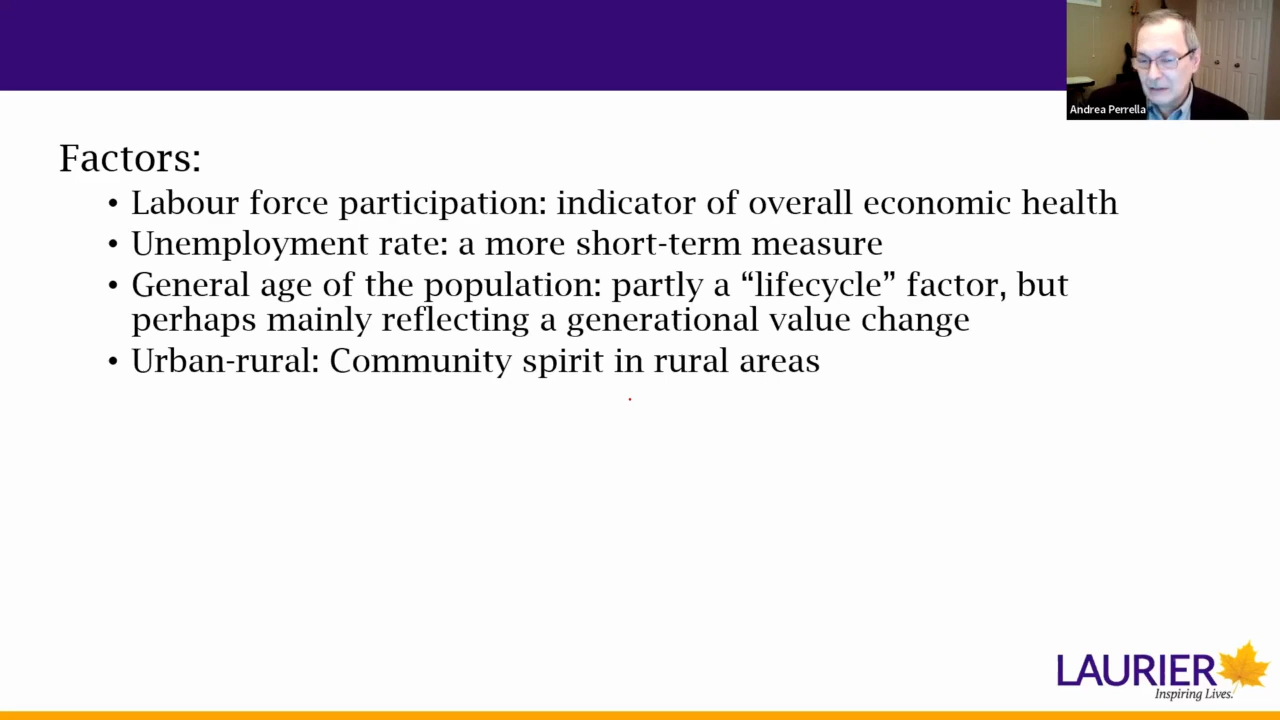 Andrea Perrella
Factors:
• Labour force participation: indicator of overall economic health
• Unemployment rate: a more short-term measure
• General age of the population: partly a “lifecycle” factor, but
perhaps mainly reflecting a generational value change
• Urban-rural: Community spirit in rural areas
LAURIER
Inspiring Lives.